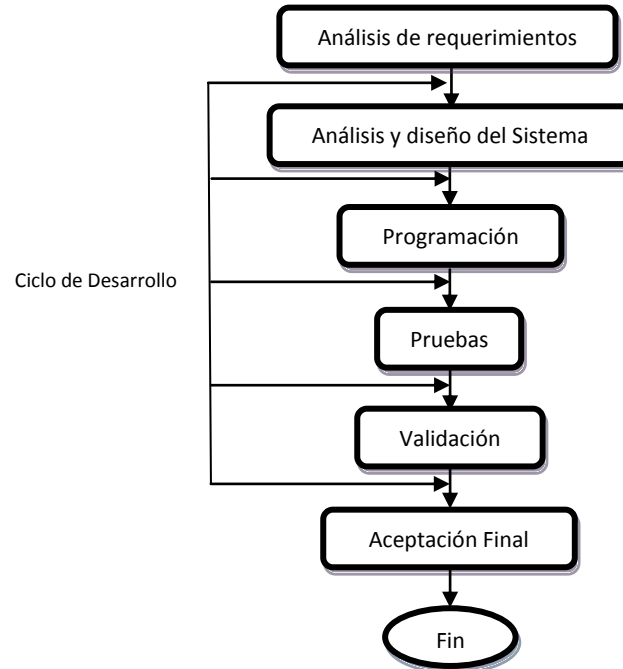 Análisis de requerimientos
Análisis y diseño del Sistema
Programación
Ciclo de Desarrollo
Pruebas
Validación
Aceptación Final
Fin